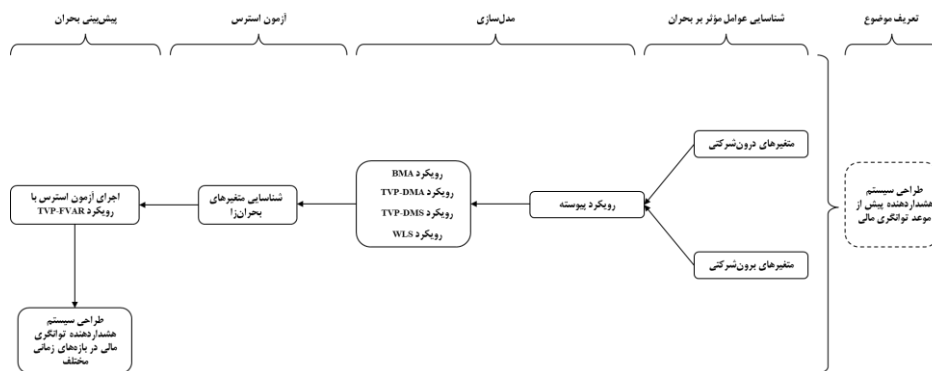 تعریف موضوع
شناسایی عوامل مؤثر بر بحران
مدل‌سازی
آزمون استرس
پیش‌بینی بحران
طراحی سیستم
هشداردهنده پیش از
موعد توانگری مالی
متغیرهای درون‌شرکتی
متغیرهای برون‌شرکتی
رویکرد پیوسته
رویکرد BMA
رویکرد TVP-DMA
رویکرد TVP-DMS
رویکرد WLS
شناسایی متغیرهای
بحران‌زا
اجرای آزمون استرس با
رویکرد TVP-FVAR
طراحی سیستم
هشداردهنده توانگری
مالی در بازه‌های زمانی
مختلف